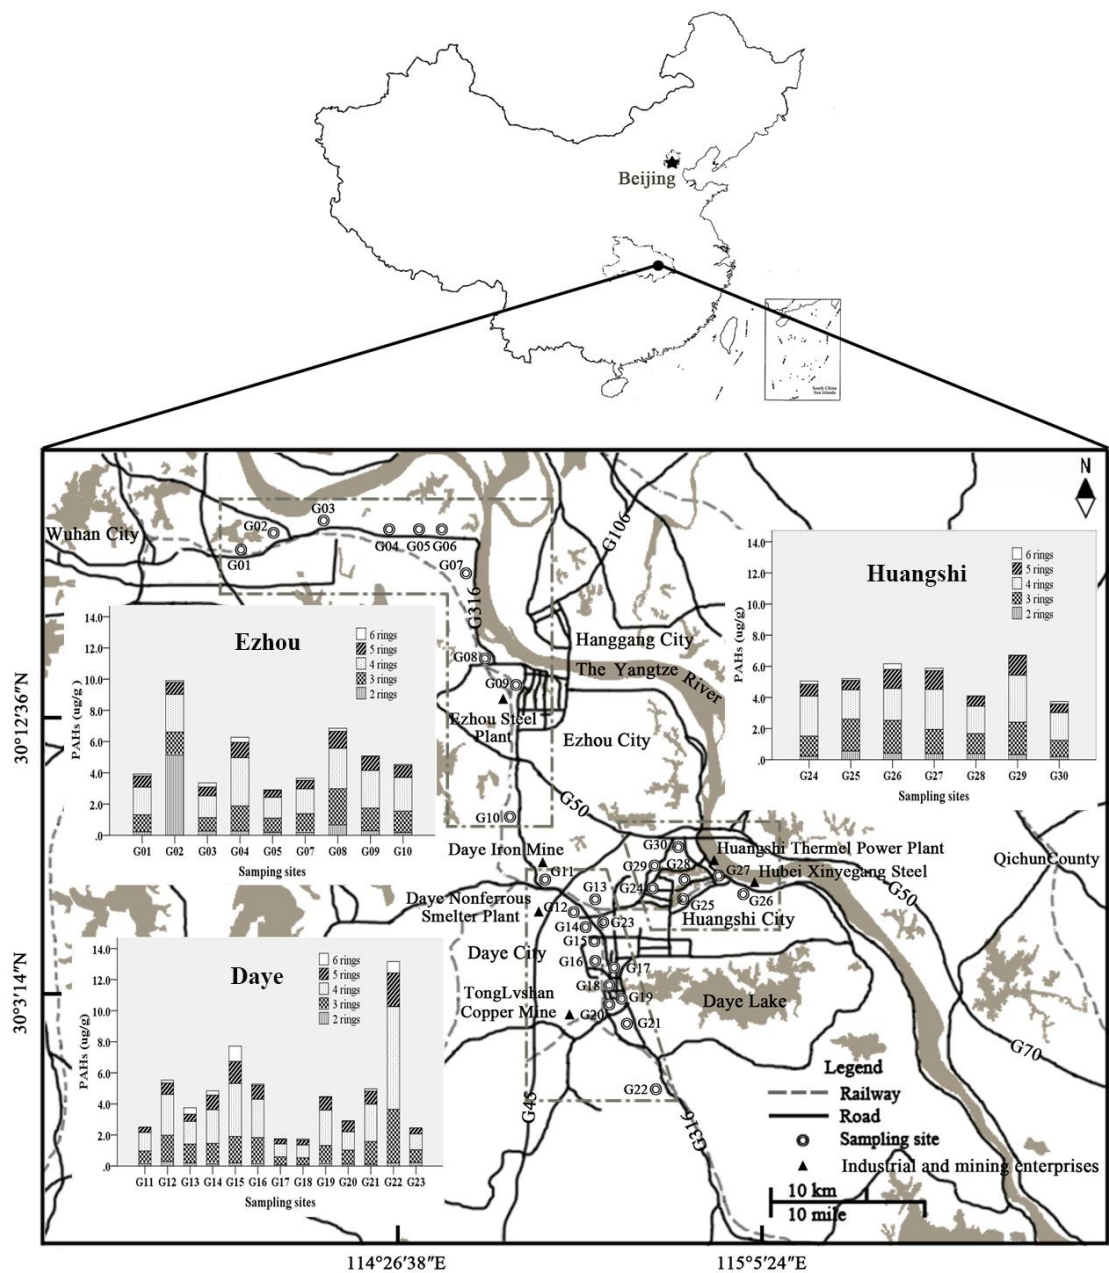 Beijing
South China
Sea Islands
N
Wuhan City
G01
G02
G03
G04
G05
G06
G07
G316
G106
G08
G09
Hanggang City
The Yangtze River
Ezhou Steel
Plant
Ezhou City
G50
G10
Ezhou
6 rings
5 rings
4 rings
3 rings
2 rings
PAHs (ug/g)
14.0
12.0
10.0
8.0
6.0
4.0
2.0
.0
G01 G02 G03 G04 G05 G07 G08 G09 G10
Samping sites
Huangshi
6 rings
5 rings
4 rings
3 rings
2 rings
PAHs (ug/g)
14.0
12.0
10.0
8.0
6.0
4.0
2.0
.0
G24 G25 G26 G27 G28 G29 G30
Sampling sites
Daye Iron Mine
G11
Daye Nonferrous
Smelter Plant
G12
G13
G14
G15
G16
G17
G18
G19
G20
G21
G22
G23
G24
G25
G26
G27
G28
G29
G30
Huangshi Thermel Power Plant
Hubei Xinyegang Steel
Huangshi City
Qichun County
G50
Daye City
TongLvshan
Copper Mine
Daye Lake
G70
G45
G316
Daye
6 rings
5 rings
4 rings
3 rings
2 rings
PAHs (ug/g)
14.0
12.0
10.0
8.0
6.0
4.0
2.0
.0
G11 G12 G13 G14 G15 G16 G17 G18 G19 G20 G21 G22 G23
Sampling sites
Legend
Railway
Road
Sampling site
Industrial and mining enterprises
10 km
10 mile
30°12′36″N
30°3′14″N
114°26′38″E
115°5′24″E